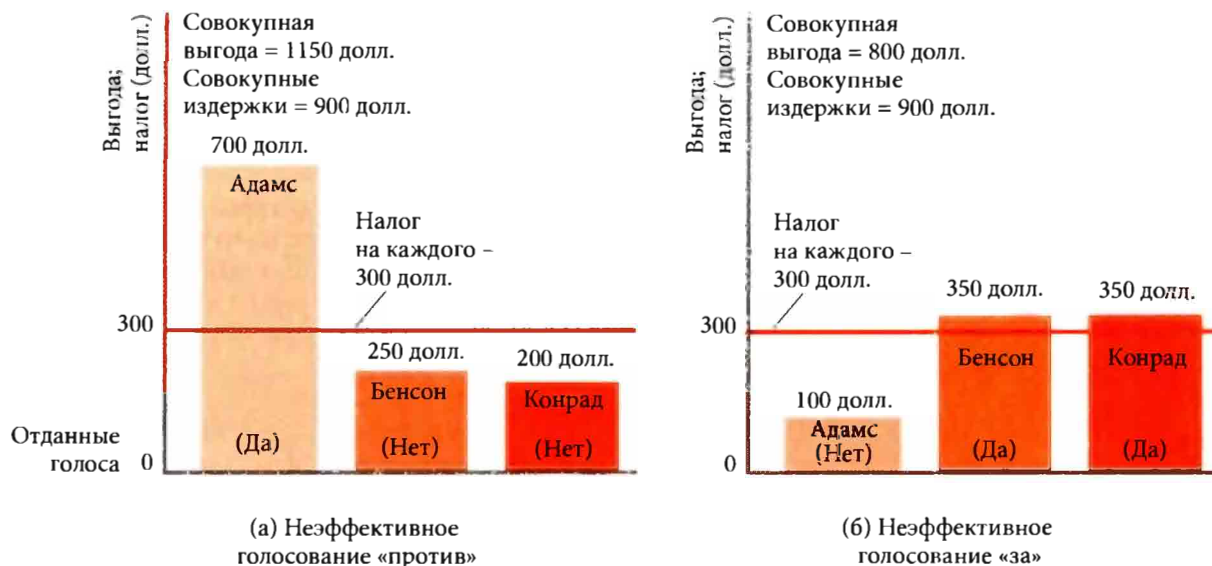 Выгода;
налог (долл.)
Совокупная
выгода = 1150 долл.
Совокупные
издержки = 900 долл.
700 долл.
Адамс
(Да)
Налог
на каждого –
300 долл.
300
250 долл.
Бенсон
(Нет)
200 долл.
Конрад
(Нет)
Отданные
голоса
0
(а) Неэффективное
голосование «против»
Выгода;
налог (долл.)
Совокупная
выгода = 800 долл.
Совокупные
издержки = 900 долл.
Налог
на каждого –
300 долл.
300
100 долл.
Адамс
(Нет)
350 долл.
Бенсон
(Да)
350 долл.
Конрад
(Да)
0
(б) Неэффективное
голосование «за»